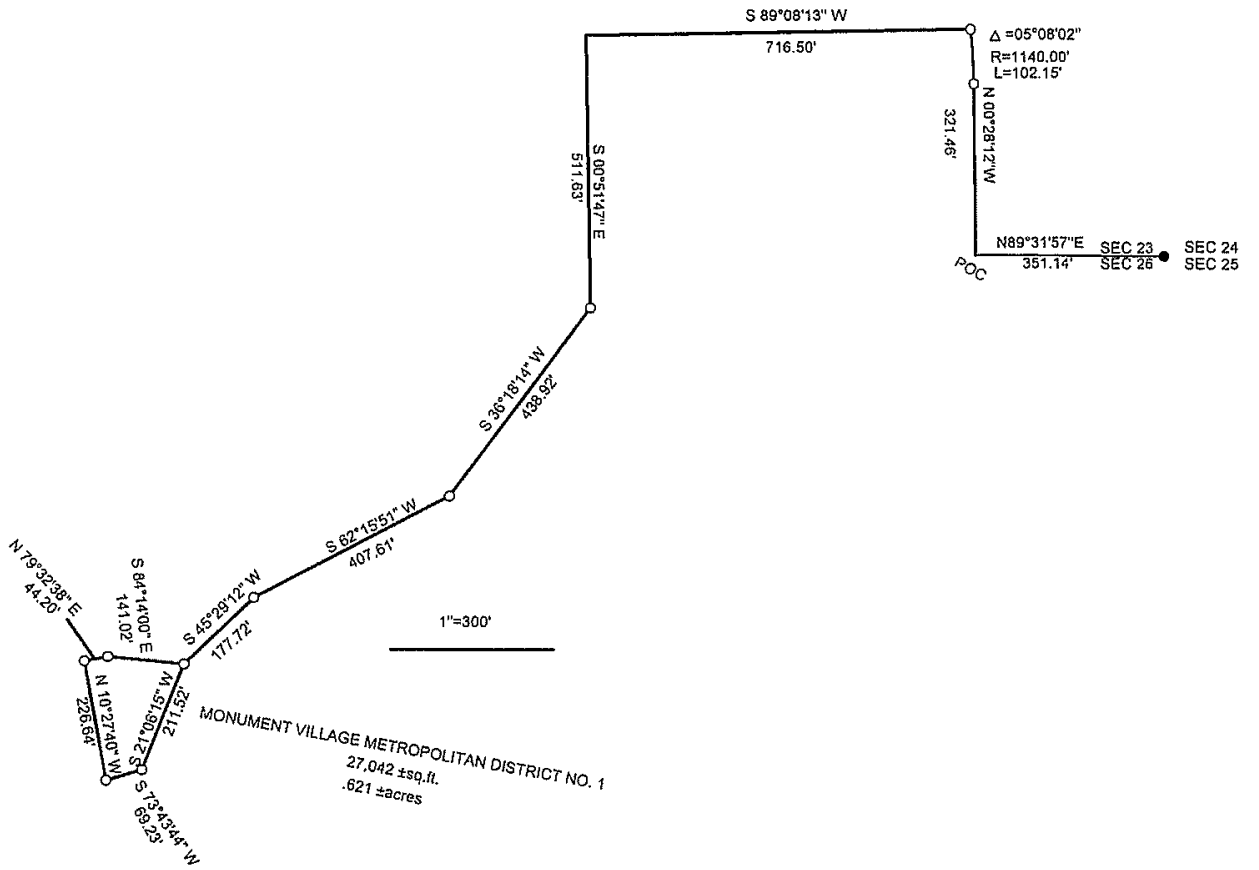 S 89°08'13" W
716.50'
Δ =05°08'02"
R=1140.00'
L=102.15'
N 00°28'12"W
321.46'
S 00°51'47" E
511.63'
N89°31'57"E
351.14'
SEC 23
SEC 24
SEC 26
SEC 25
POC
S 36°18'14" W
438.92'
S 62°15'51" W
407.61'
S 45°29'12" W
177.72'
N 79°32'38" E
44.20'
S 84°14'00" E
141.02'
1"=300'
N 10°27'40" W
226.64'
S 21°06'15" W
211.52'
S 73°43'44" W
69.23'
MONUMENT VILLAGE METROPOLITAN DISTRICT NO. 1
27,042 ±sq.ft.
.621 ±acres